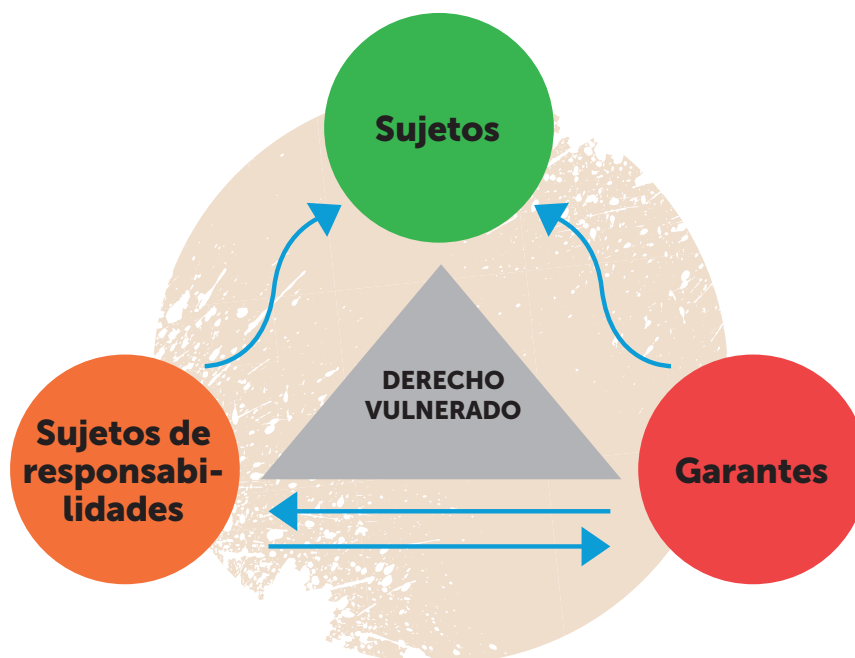 Sujetos
DERECHO
VULNERADO
Sujetos de
responsabi-
lidades
Garantes